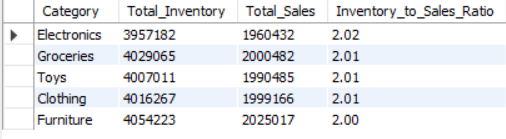 Category Total_Inventory Total_Sales Inventory_to_Sales_Ratio
Electronics 3957182 1960432 2.02
Groceries 4029065 2000482 2.01
Toys 4007011 1990485 2.01
Clothing 4016267 1999166 2.01
Furniture 4054223 2025017 2.00